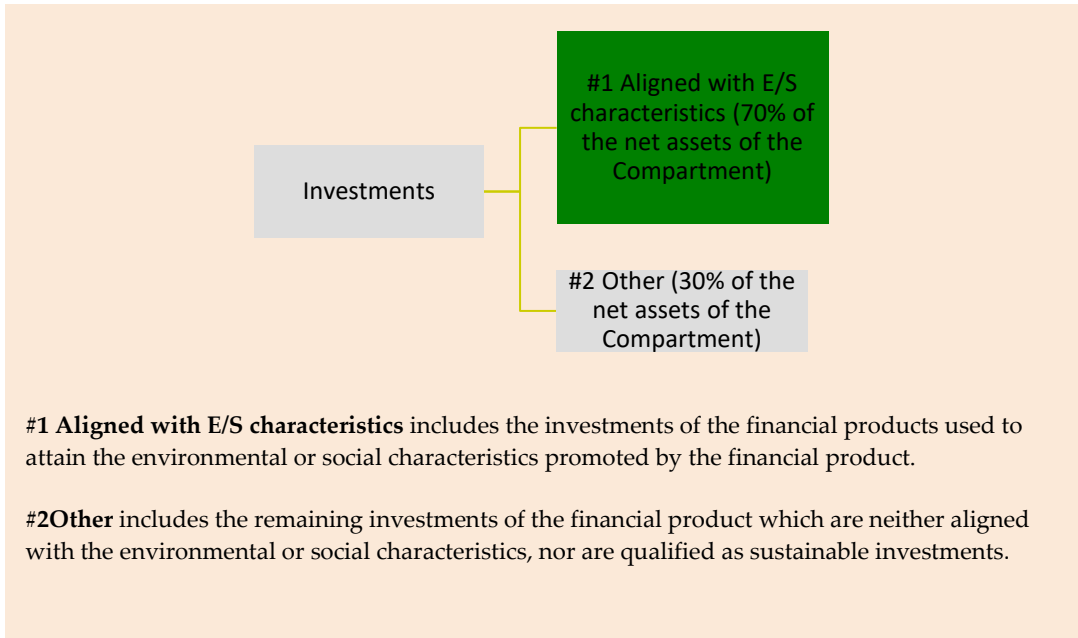 #1 Aligned with E/S
characteristics (70% of
the net assets of the
Compartment)
Investments
#2 Other (30% of the
net assets of the
Compartment)
#1 Aligned with E/S characteristics includes the investments of the financial products used to
attain the environmental or social characteristics promoted by the financial product.
#2Other includes the remaining investments of the financial product which are neither aligned
with the environmental or social characteristics, nor are qualified as sustainable investments.